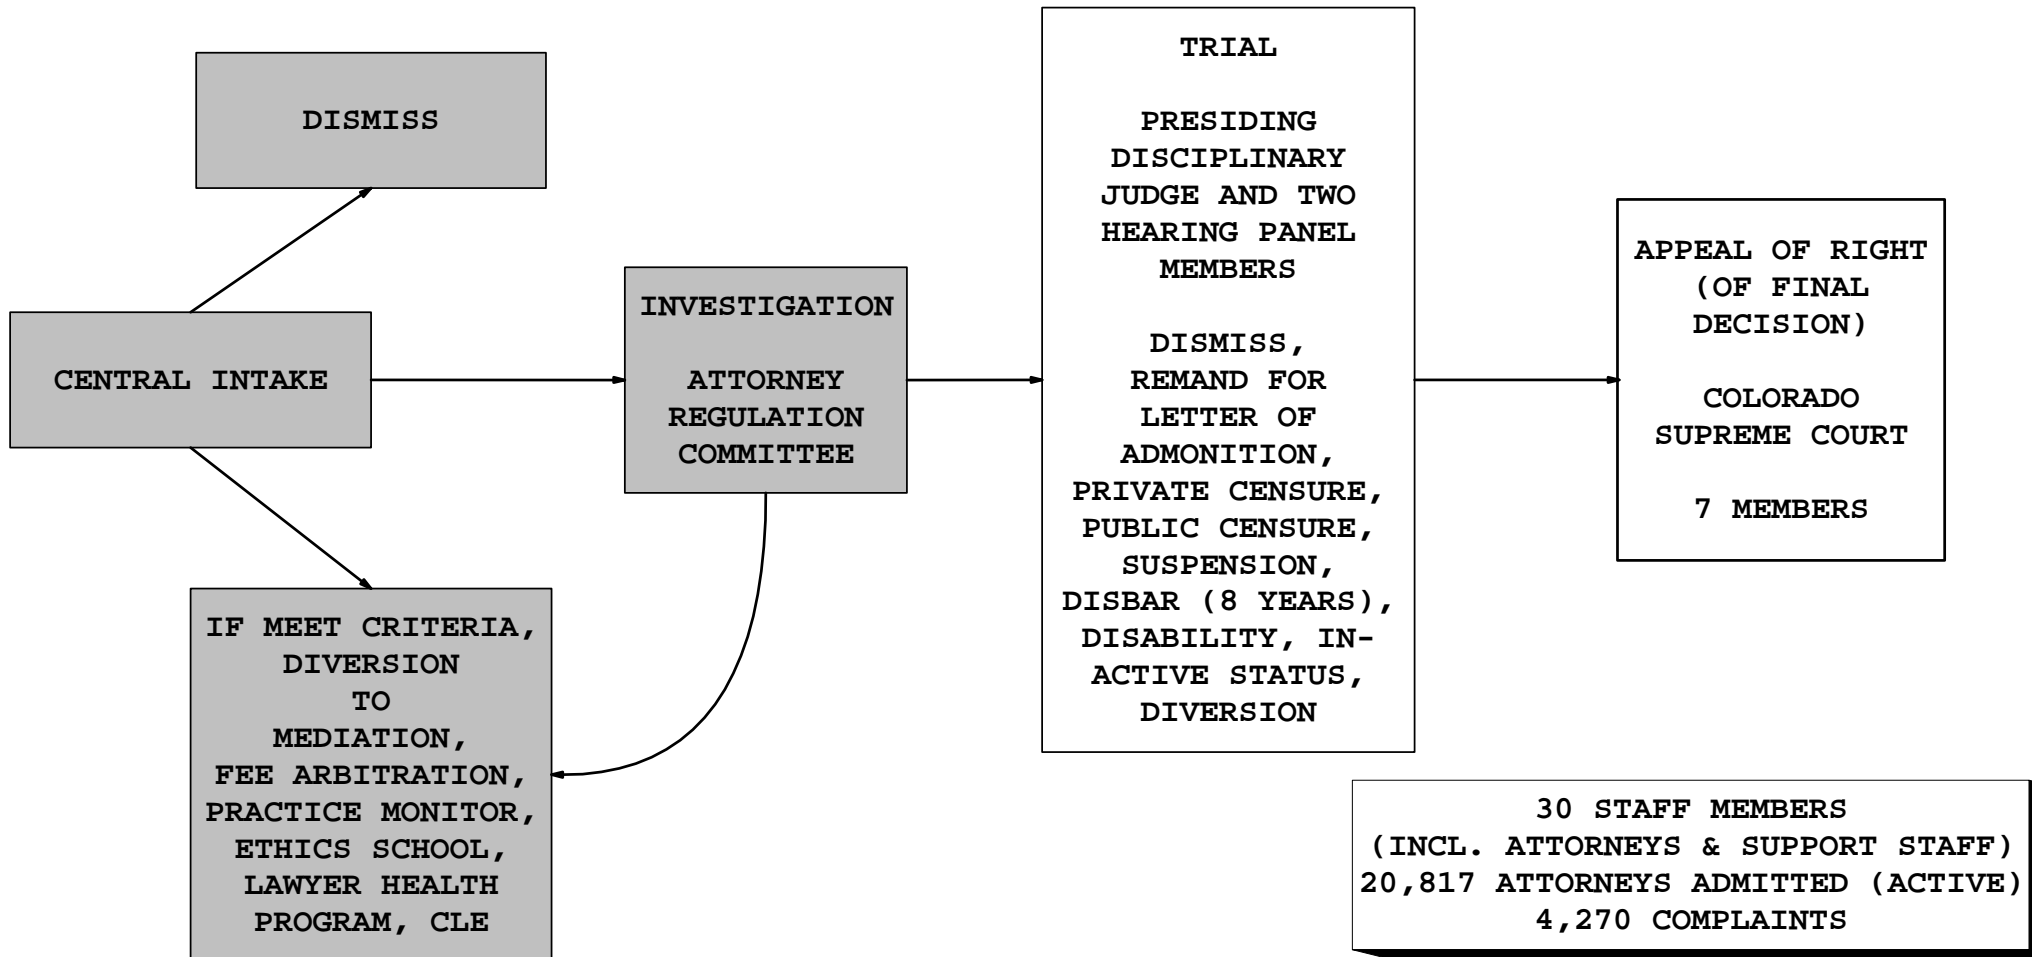 DISMISS
CENTRAL INTAKE
IF MEET CRITERIA,
DIVERSION
TO
MEDIATION,
FEE ARBITRATION,
PRACTICE MONITOR,
ETHICS SCHOOL,
LAWYER HEALTH
PROGRAM, CLE
INVESTIGATION
ATTORNEY
REGULATION
COMMITTEE
TRIAL
PRESIDING
DISCIPLINARY
JUDGE AND TWO
HEARING PANEL
MEMBERS
DISMISS,
REMAND FOR
LETTER OF
ADMONITION,
PRIVATE CENSURE,
PUBLIC CENSURE,
SUSPENSION,
DISBAR (8 YEARS),
DISABILITY, IN-
ACTIVE STATUS,
DIVERSION
APPEAL OF RIGHT
(OF FINAL
DECISION)
COLORADO
SUPREME COURT
7 MEMBERS
30 STAFF MEMBERS
(INCL. ATTORNEYS & SUPPORT STAFF)
20,817 ATTORNEYS ADMITTED (ACTIVE)
4,270 COMPLAINTS